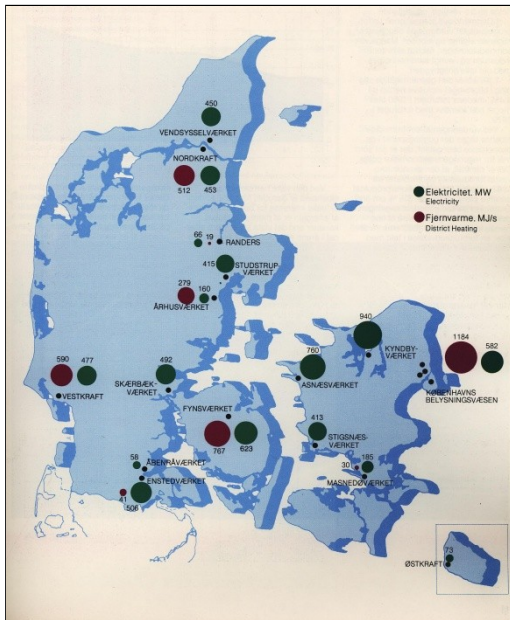 450
VENDSYSSELVÆRKET
NORDKRAFT
512
453
Elektricitet. MW
Electricity
Fjernvarme. MJ/s
District Heating
66
19
RANDERS
415
STUDSTRUP-
VÆRKET
279
160
ÅRHUSVÆRKET
940
KYNDBY-
VÆRKET
1184
582
KØBENHAVNS
BELYSNINGSVÆSEN
760
ASNÆSVÆRKET
590
477
VESTKRAFT
492
SKÆRBÆK-
VÆRKET
FYNSVÆRKET
767
623
413
STIGSNÆS-
VÆRKET
185
30
MASNEDØVÆRKET
58
ÅBENRÅVÆRKET
ENSTEDVÆRKET
41
506
73
ØSTKRAFT